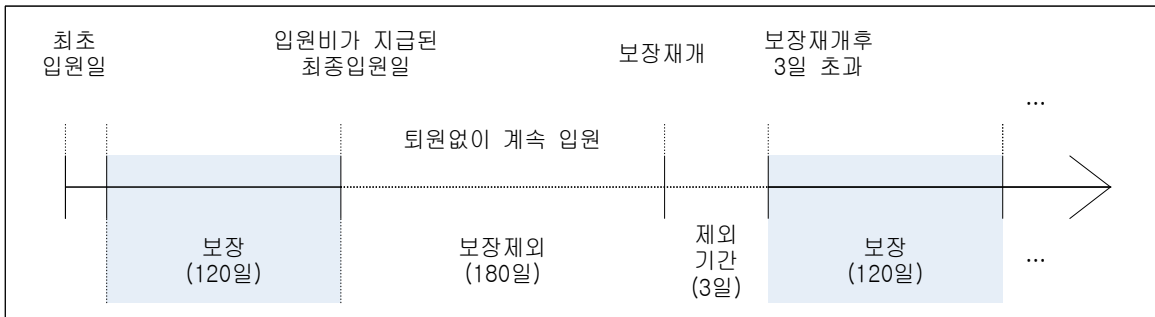 최초
입원일
입원비가 지급된
최종입원일
보장재개
보장재개후
3일 초과
...
퇴원없이 계속 입원
보장
(120일)
보장제외
(180일)
제외
기간
(3일)
보장
(120일)
...